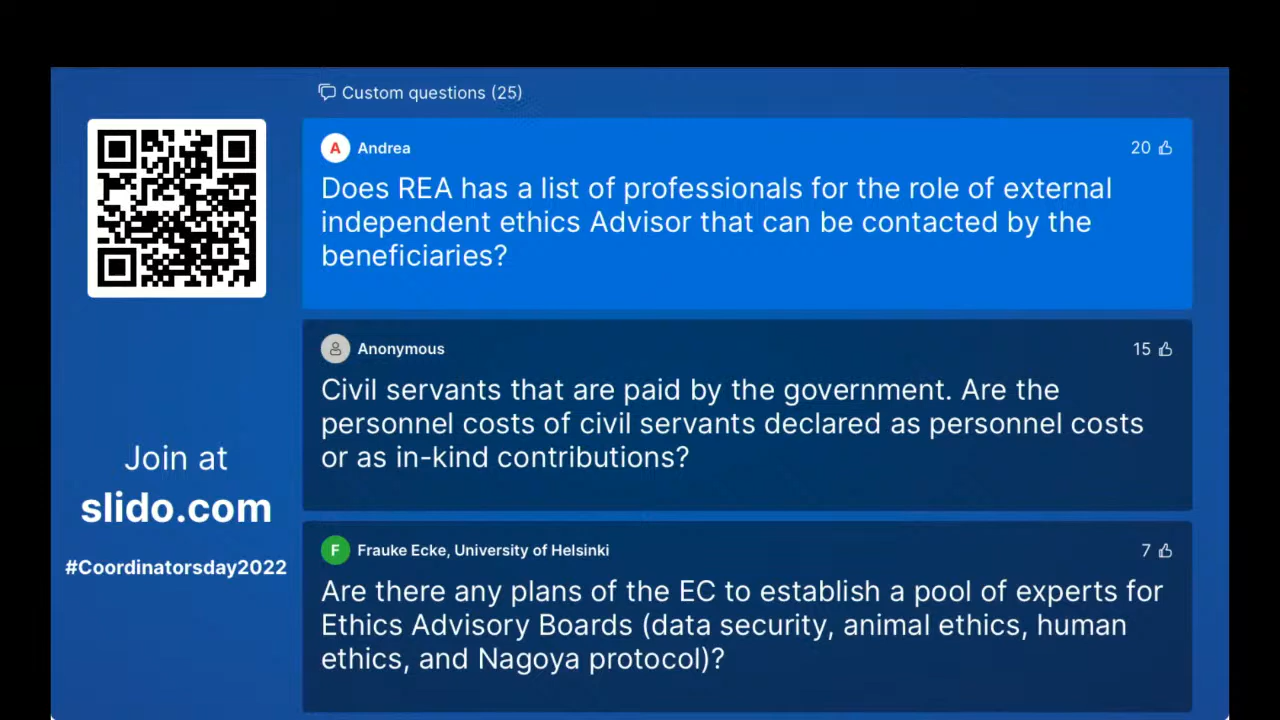 Custom questions (25)
A Andrea 20
Does REA has a list of professionals for the role of external
independent ethics Advisor that can be contacted by the
beneficiaries?
Anonymous 15
Civil servants that are paid by the government. Are the
personnel costs of civil servants declared as personnel costs
or as in-kind contributions?
F Frauke Ecke, University of Helsinki 7
Are there any plans of the EC to establish a pool of experts for
Ethics Advisory Boards (data security, animal ethics, human
ethics, and Nagoya protocol)?
Join at
slido.com
#Coordinatorsday2022